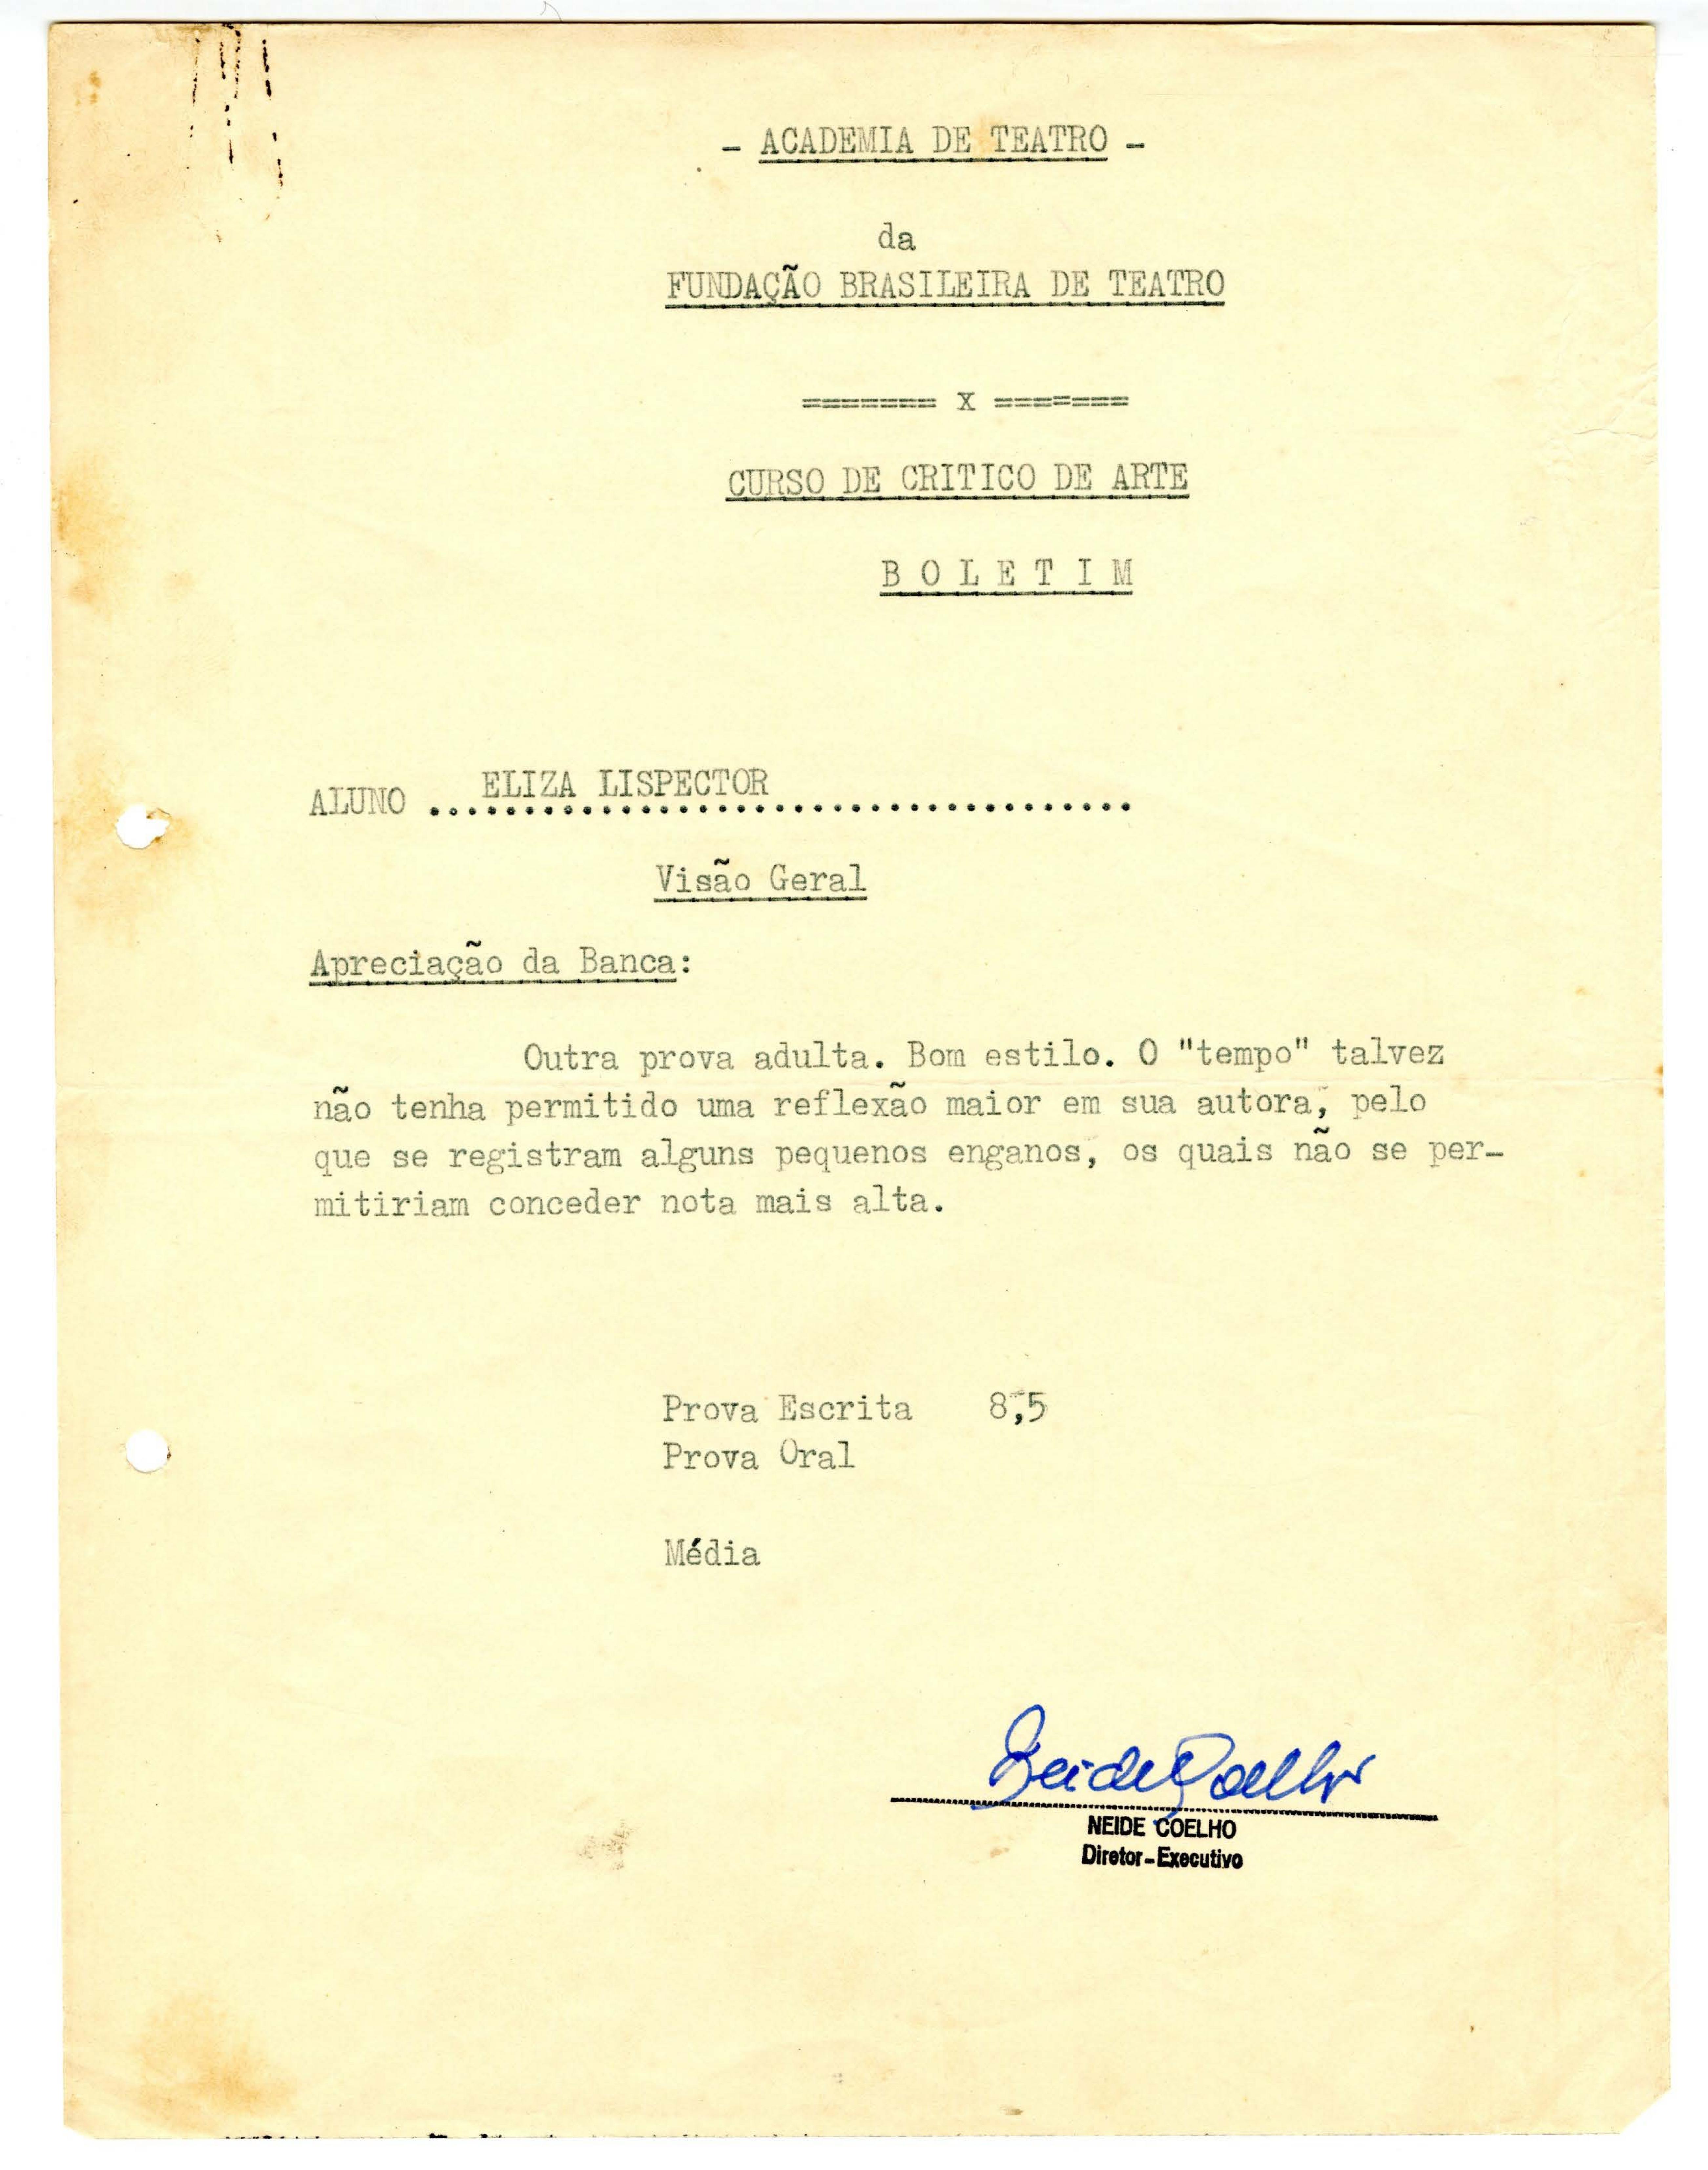 - ACADEMIA DE TEATRO -
da
FUNDAÇÃO BRASILEIRA DE TEATRO
======= X =======
CURSO DE CRITICO DE ARTE
B O L E T I M
ALUNO ELIZA LISPECTOR
Visão Geral
Apreciação da Banca:
Outra prova adulta. Bom estilo. O "tempo" talvez
não tenha permitido uma reflexão maior em sua autora, pelo
que se registram alguns pequenos enganos, os quais não se per-
mitiriam conceder nota mais alta.
Prova Escrita 8,5
Prova Oral
Média
Neide Coelho
NEIDE COELHO
Diretor-Executivo